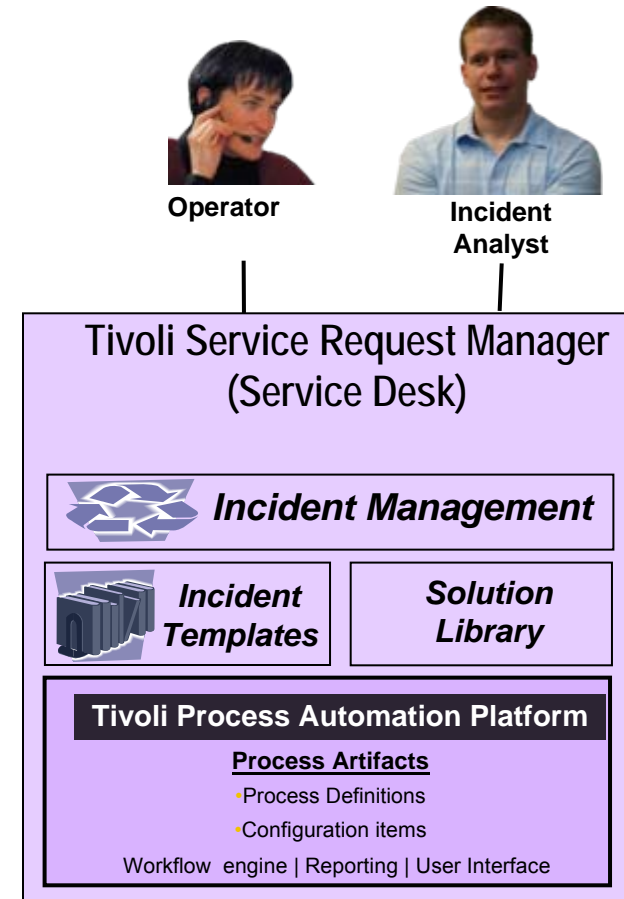 Operator
Incident
Analyst
Tivoli Service Request Manager
(Service Desk)
Incident Management
Incident
Templates
Solution
Library
Tivoli Process Automation Platform
Process Artifacts
•Process Definitions
•Configuration items
Workflow engine | Reporting | User Interface